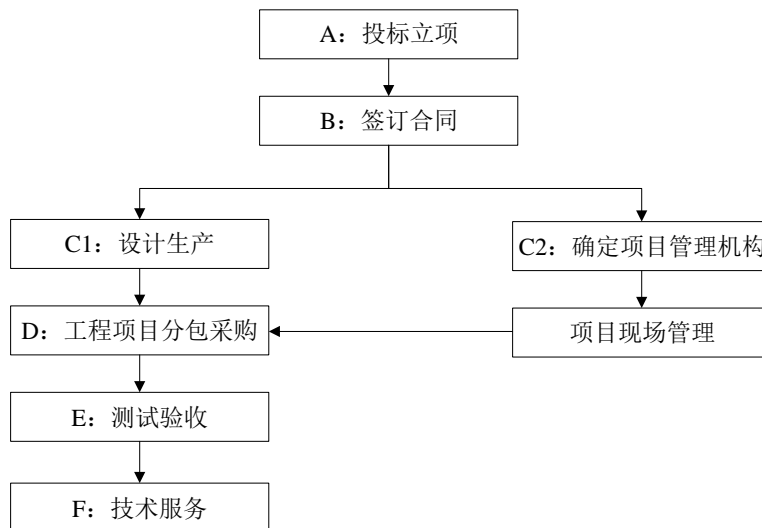 A：投标立项
B：签订合同
C1：设计生产
C2：确定项目管理机构
D：工程项目分包采购
项目现场管理
E：测试验收
F：技术服务